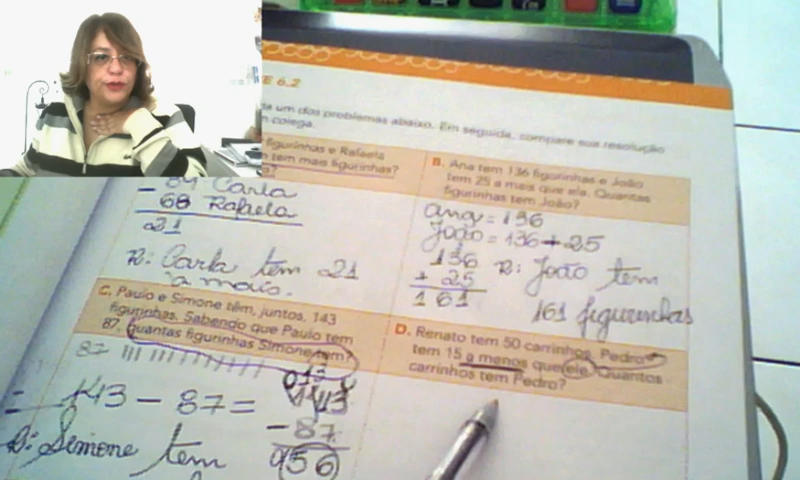 E 6.2
um dos problemas abaixo. Em seguida, compare sua resolução
colega.
figurinhas e Rafaela
tem mais figurinhas?
- 89 Carla
68 Rafaela
21
R: Carla tem 21
a mais.
B. Ana tem 136 figurinhas e João
tem 25 a mais que ela. Quantas
figurinhas tem João?
ana = 136
João = 136 + 25
136
+ 25
161
R: João tem
161 figurinhas
C. Paulo e Simone têm, juntos, 143
figurinhas. Sabendo que Paulo tem
87, quantas figurinhas Simone tem?
87
143 - 87 =
143
- 87
056
R: Simone tem
D. Renato tem 50 carrinhos. Pedro
tem 15 a menos que ele. Quantos
carrinhos tem Pedro?